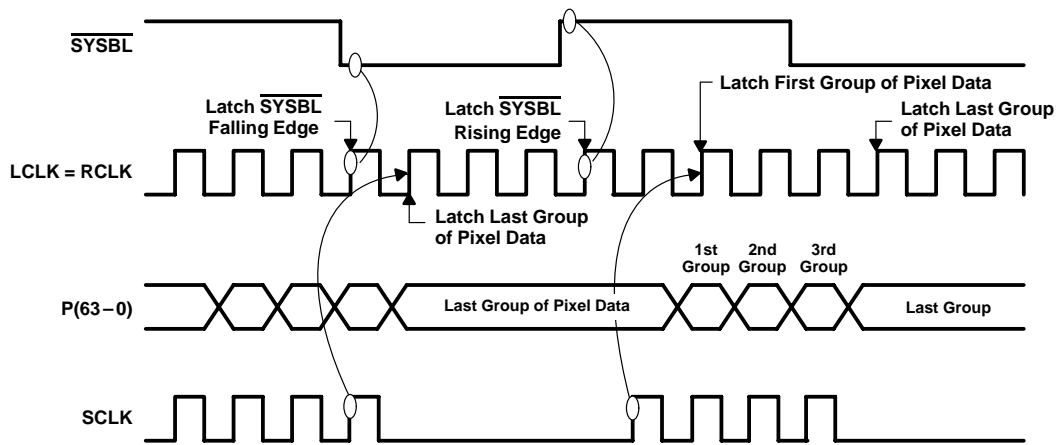 SYSBL
Latch First Group of Pixel Data
Latch SYSBL
Falling Edge
Latch SYSBL
Rising Edge
Latch Last Group
of Pixel Data
LCLK = RCLK
Latch Last Group
of Pixel Data
1st
Group
2nd
Group
3rd
Group
P(63–0)
Last Group of Pixel Data
Last Group
SCLK